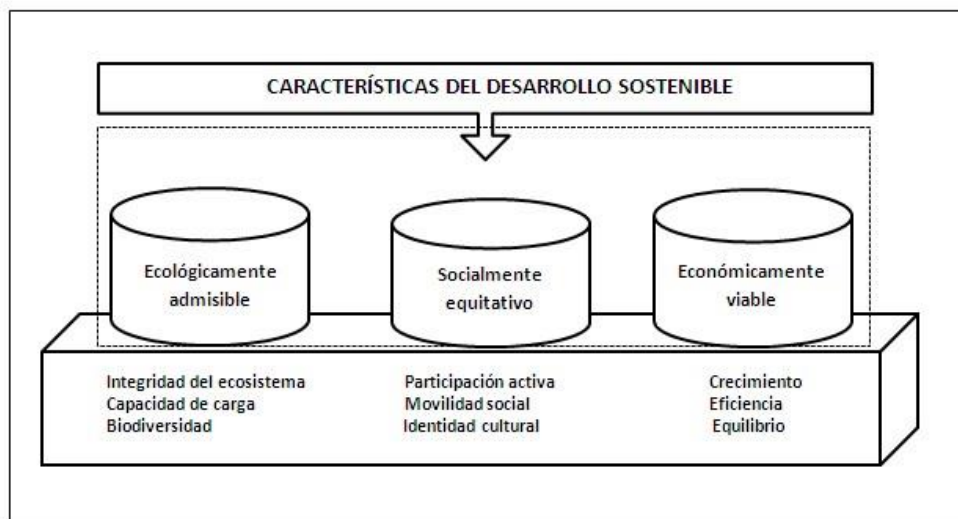 CARACTERÍSTICAS DEL DESARROLLO SOSTENIBLE
Ecológicamente
admisible
Socialmente
equitativo
Económicamente
viable
Integridad del ecosistema
Capacidad de carga
Biodiversidad
Participación activa
Movilidad social
Identidad cultural
Crecimiento
Eficiencia
Equilibrio